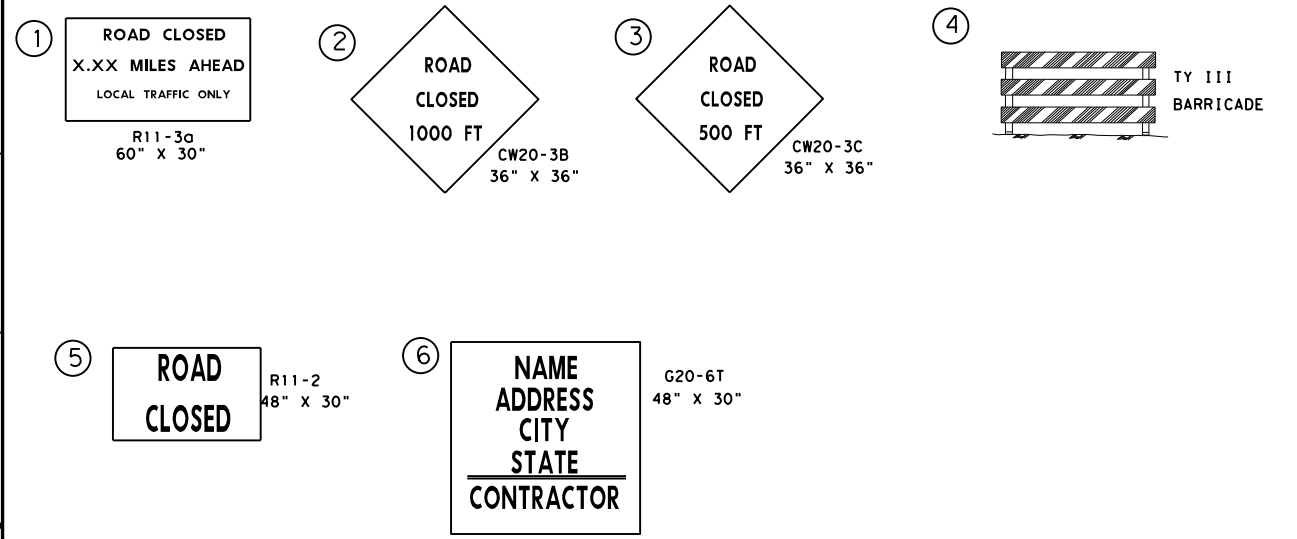 1
ROAD CLOSED
X.XX MILES AHEAD
LOCAL TRAFFIC ONLY
R11-3a
60" X 30"
2
ROAD
CLOSED
1000 FT
CW20-3B
36" X 36"
3
ROAD
CLOSED
500 FT
CW20-3C
36" X 36"
4
TY III
BARRICADE
5
ROAD
CLOSED
R11-2
48" X 30"
6
NAME
ADDRESS
CITY
STATE
CONTRACTOR
G20-6T
48" X 30"